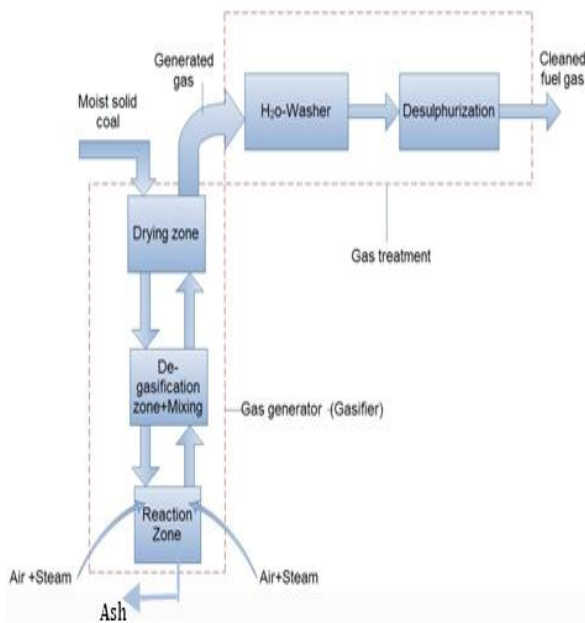 Generated
gas
Cleaned
fuel gas
Moist solid
coal
H₂o-Washer
Desulphurization
Drying zone
Gas treatment
De-
gasification
zone+Mixing
Gas generator -(Gasifier)
Reaction
Zone
Air +Steam
Air+Steam
Ash